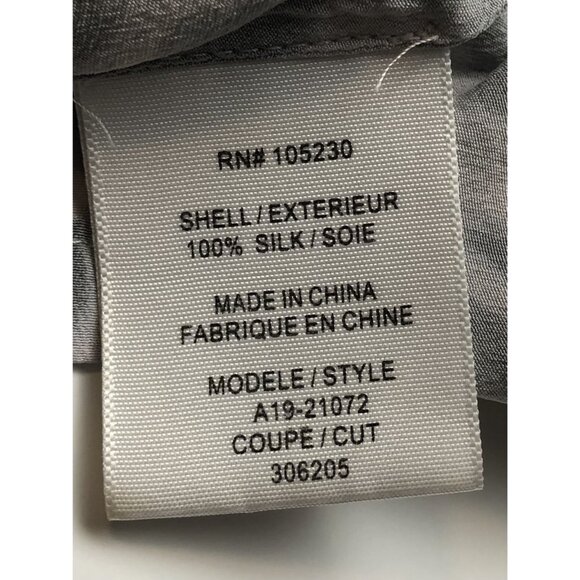 RN# 105230
SHELL / EXTERIEUR
100% SILK / SOIE
MADE IN CHINA
FABRIQUE EN CHINE
MODELE / STYLE
A19-21072
COUPE / CUT
306205